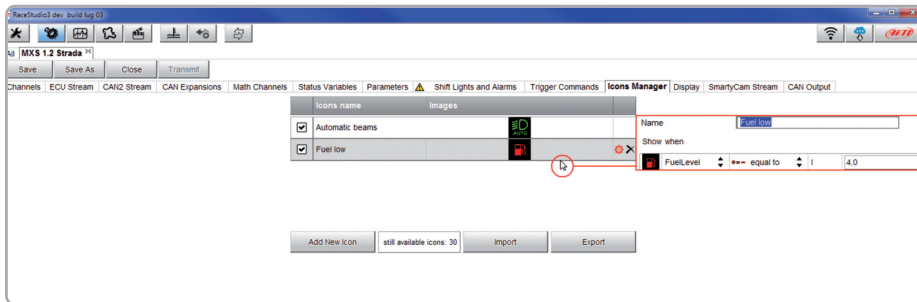 RaceStudio3 dev build lug 03
AiM
All MXS 1.2 Strada
Save Save As Close Transmit
Channels ECU Stream CAN2 Stream CAN Expansions Math Channels Status Variables Parameters Shift Lights and Alarms Trigger Commands Icons Manager Display SmartyCam Stream CAN Output
Icons name Images
Automatic beams AUTO
Fuel low
Name Fuel low
Show when
FuelLevel equal to l 4,0
Add New Icon still available icons: 30 Import Export